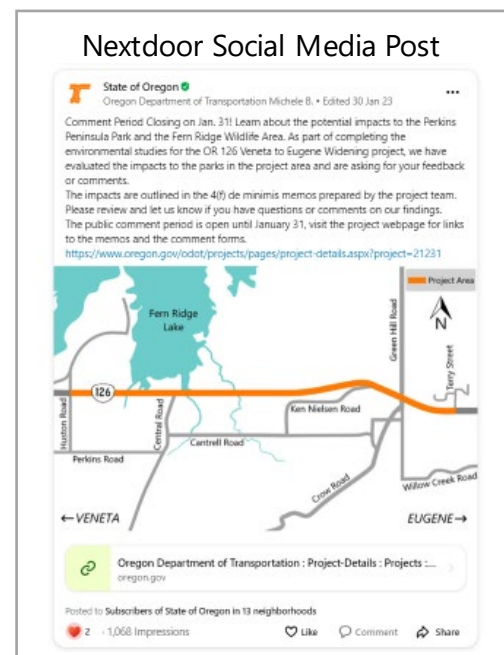 Nextdoor Social Media Post
State of Oregon
Oregon Department of Transportation Michele B. • Edited 30 Jan 23
Comment Period Closing on Jan. 31! Learn about the potential impacts to the Perkins
Peninsula Park and the Fern Ridge Wildlife Area. As part of completing the
environmental studies for the OR 126 Veneta to Eugene Widening project, we have
evaluated the impacts to the parks in the project area and are asking for your feedback
or comments.
The impacts are outlined in the 4(f) de minimis memos prepared by the project team.
Please review and let us know if you have questions or comments on our findings.
The public comment period is open until January 31, visit the project webpage for links
to the memos and the comment forms.
https://www.oregon.gov/odot/projects/pages/project-details.aspx?project=21231
Project Area
N
Fern Ridge
Lake
Green Hill Road
Terry Street
126
Huston Road
Central Road
Ken Nielsen Road
Cantrell Road
Perkins Road
Crow Road
Willow Creek Road
←VENETA
EUGENE→
Oregon Department of Transportation : Project-Details : Projects :...
oregon.gov
Posted to Subscribers of State of Oregon in 13 neighborhoods
2 · 1,068 Impressions
Like
Comment
Share